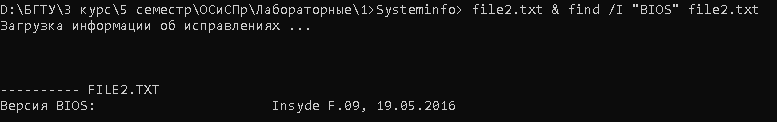 D:\БГТУ\3 курс\5 семестр\ОСиСПр\Лабораторные\1>Systeminfo> file2.txt & find /I "BIOS" file2.txt
Загрузка информации об исправлениях ...
---------- FILE2.TXT
Версия BIOS: Insyde F.09, 19.05.2016